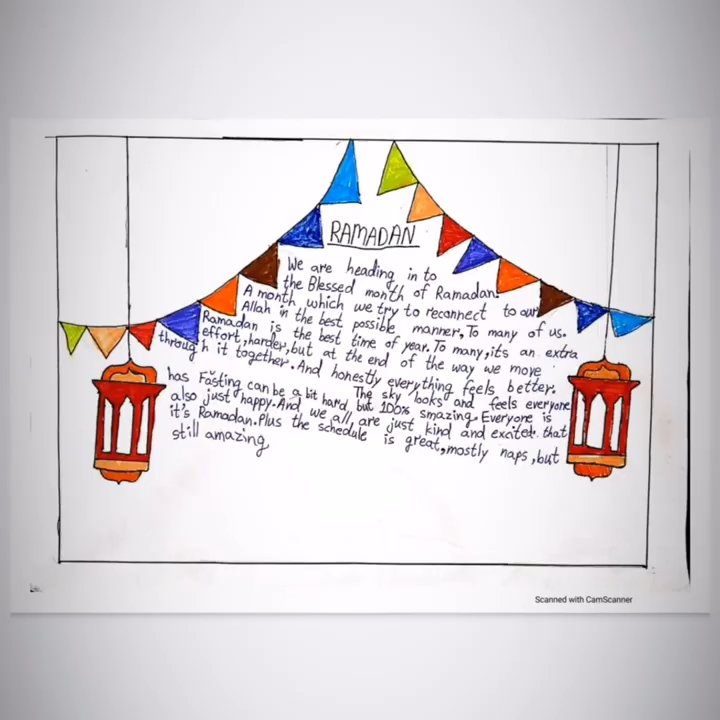 RAMADAN
We are heading in to
the Blessed month of Ramadan.
A month which we try to reconnect to our
Allah in the best possible manner, To many of us.
Ramadan is the best time of year. To many, its an extra
effort, harder, but at the end of the way we move
through it together. And honestly everything feels better.
The sky looks and feels everyone
has Fasting can be a bit hard, but 100% smazing. Everyone is
also just happy. And we all are just kind and excited that
it's Ramadan. Plus the schedule is great, mostly naps, but
still amazing
Scanned with CamScanner